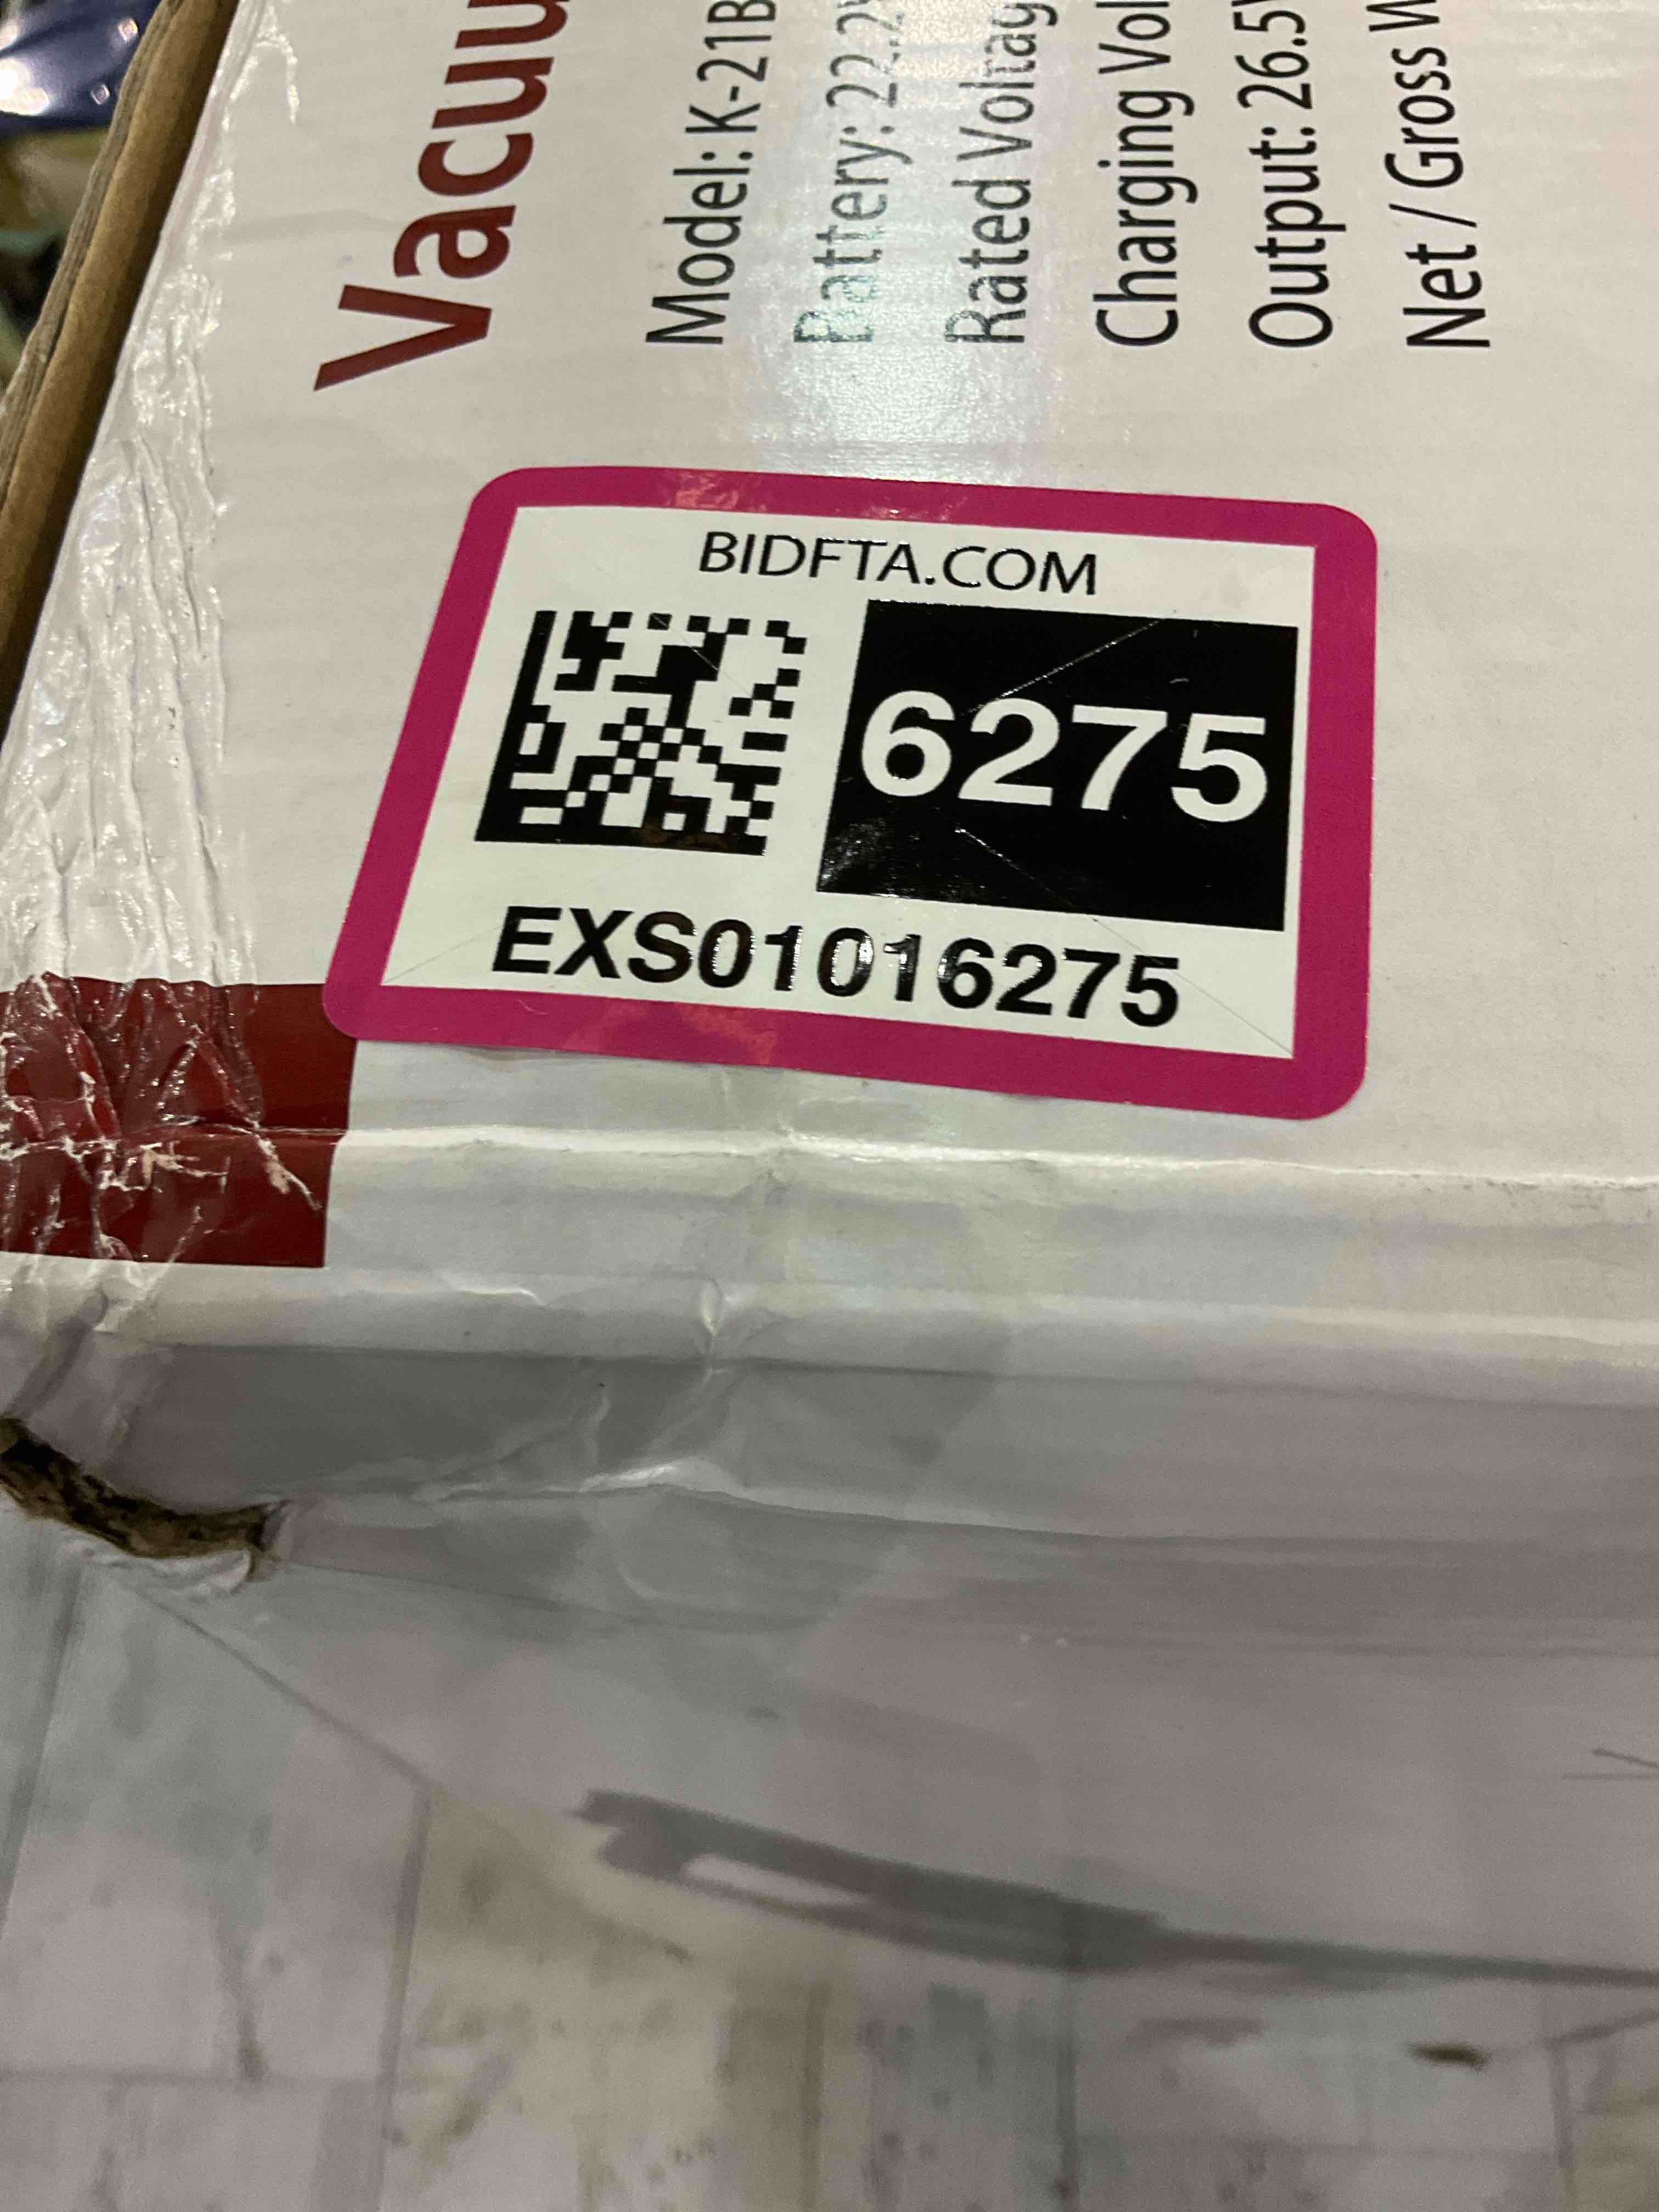 Vacuu
Model: K-21B
Battery: 22.2V
Rated Voltag
Charging Vol
Output: 26.5V
Net / Gross W
BIDFTA.COM
6275
EXS01016275